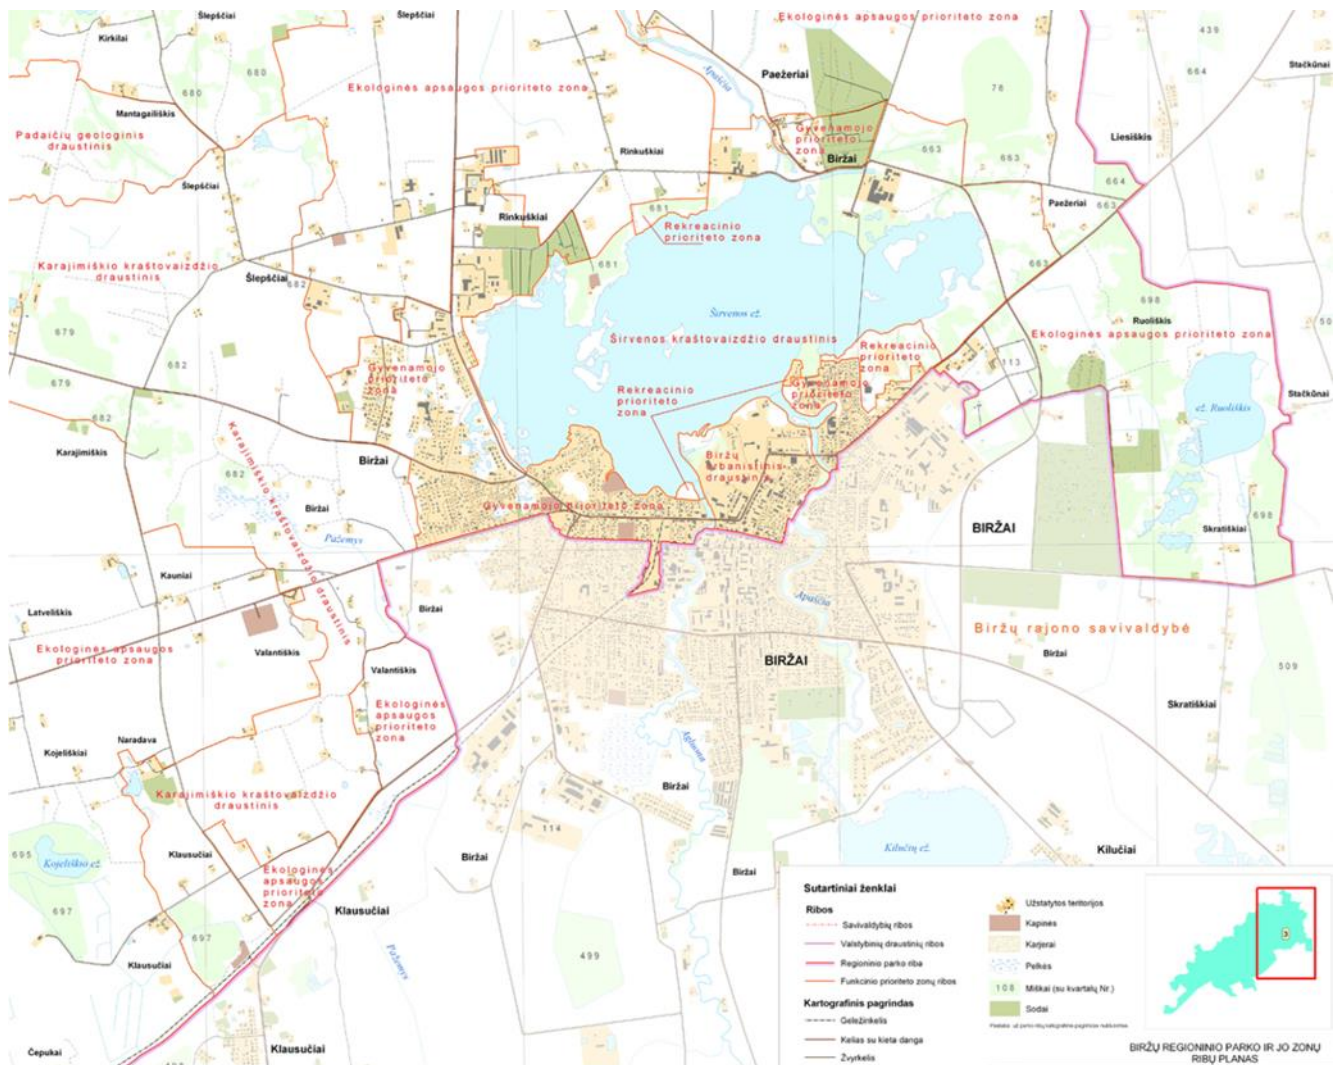 Šlepščiai
Šlepščiai
Ekologinės apsaugos prioriteto zona
Kirkilai
439
Stačkūnai
664
680
680
Paežeriai
Apaščia
78
Ekologinės apsaugos prioriteto zona
Mantagailiškis
Padaičių geologinis
draustinis
Gyvenamojo
prioriteto
zona
Liesiškis
Rinkuškiai
663
663
Biržai
Šlepščiai
664
663
Paežeriai
681
Rinkuškiai
Rekreacinio
prioriteto zona
Karajimiškio kraštovaizdžio
draustinis
681
663
Šlepščiai
682
698
Ruoliškis
50
Širvenos ež.
679
Ekologinės apsaugos prioriteto zona
Širvenos kraštovaizdžio draustinis
Rekreacinio
prioriteto
zona
682
113
Gyvenamojo
prioriteto
zona
679
Rekreacinio
prioriteto
zona
Gyvenamojo
prioriteto
zona
Stačkūnai
ež. Ruoliškis
682
Karajimiškio kraštovaizdžio draustinis
Karajimiškis
Biržai
Biržų
urbanistinis
draustinis
682
Gyvenamojo prioriteto zona
Biržai
698
BIRŽAI
Skratiškiai
Pažemys
Kauniai
Latveliškis
Biržai
Apaščia
Biržų rajono savivaldybė
Ekologinės apsaugos
prioriteto zona
Valantiškis
Biržai
BIRŽAI
509
Valantiškis
Ekologinės
apsaugos
prioriteto
zona
Skratiškiai
Naradava
Kojeliškiai
Agluona
Biržai
Karajimiškio kraštovaizdžio
draustinis
114
695
Kojeliškio ež.
Klausučiai
Biržai
Kilučių ež.
Kilučiai
Ekologinės
apsaugos
prioriteto
zona
Biržai
697
Klausučiai
697
Pažemys
499
Klausučiai
Čepukai
Klausučiai
Sutartiniai ženklai
Ribos
Savivaldybių ribos
Valstybinių draustinių ribos
Regioninio parko riba
Funkcinio prioriteto zonų ribos
Kartografinis pagrindas
Geležinkelis
Kelias su kieta danga
Žvyrkelis
Užstatytos teritorijos
Kapinės
Karjerai
Pelkės
108
Miškai (su kvartalų Nr.)
Sodai
3
BIRŽŲ REGIONINIO PARKO IR JO ZONŲ
RIBŲ PLANAS